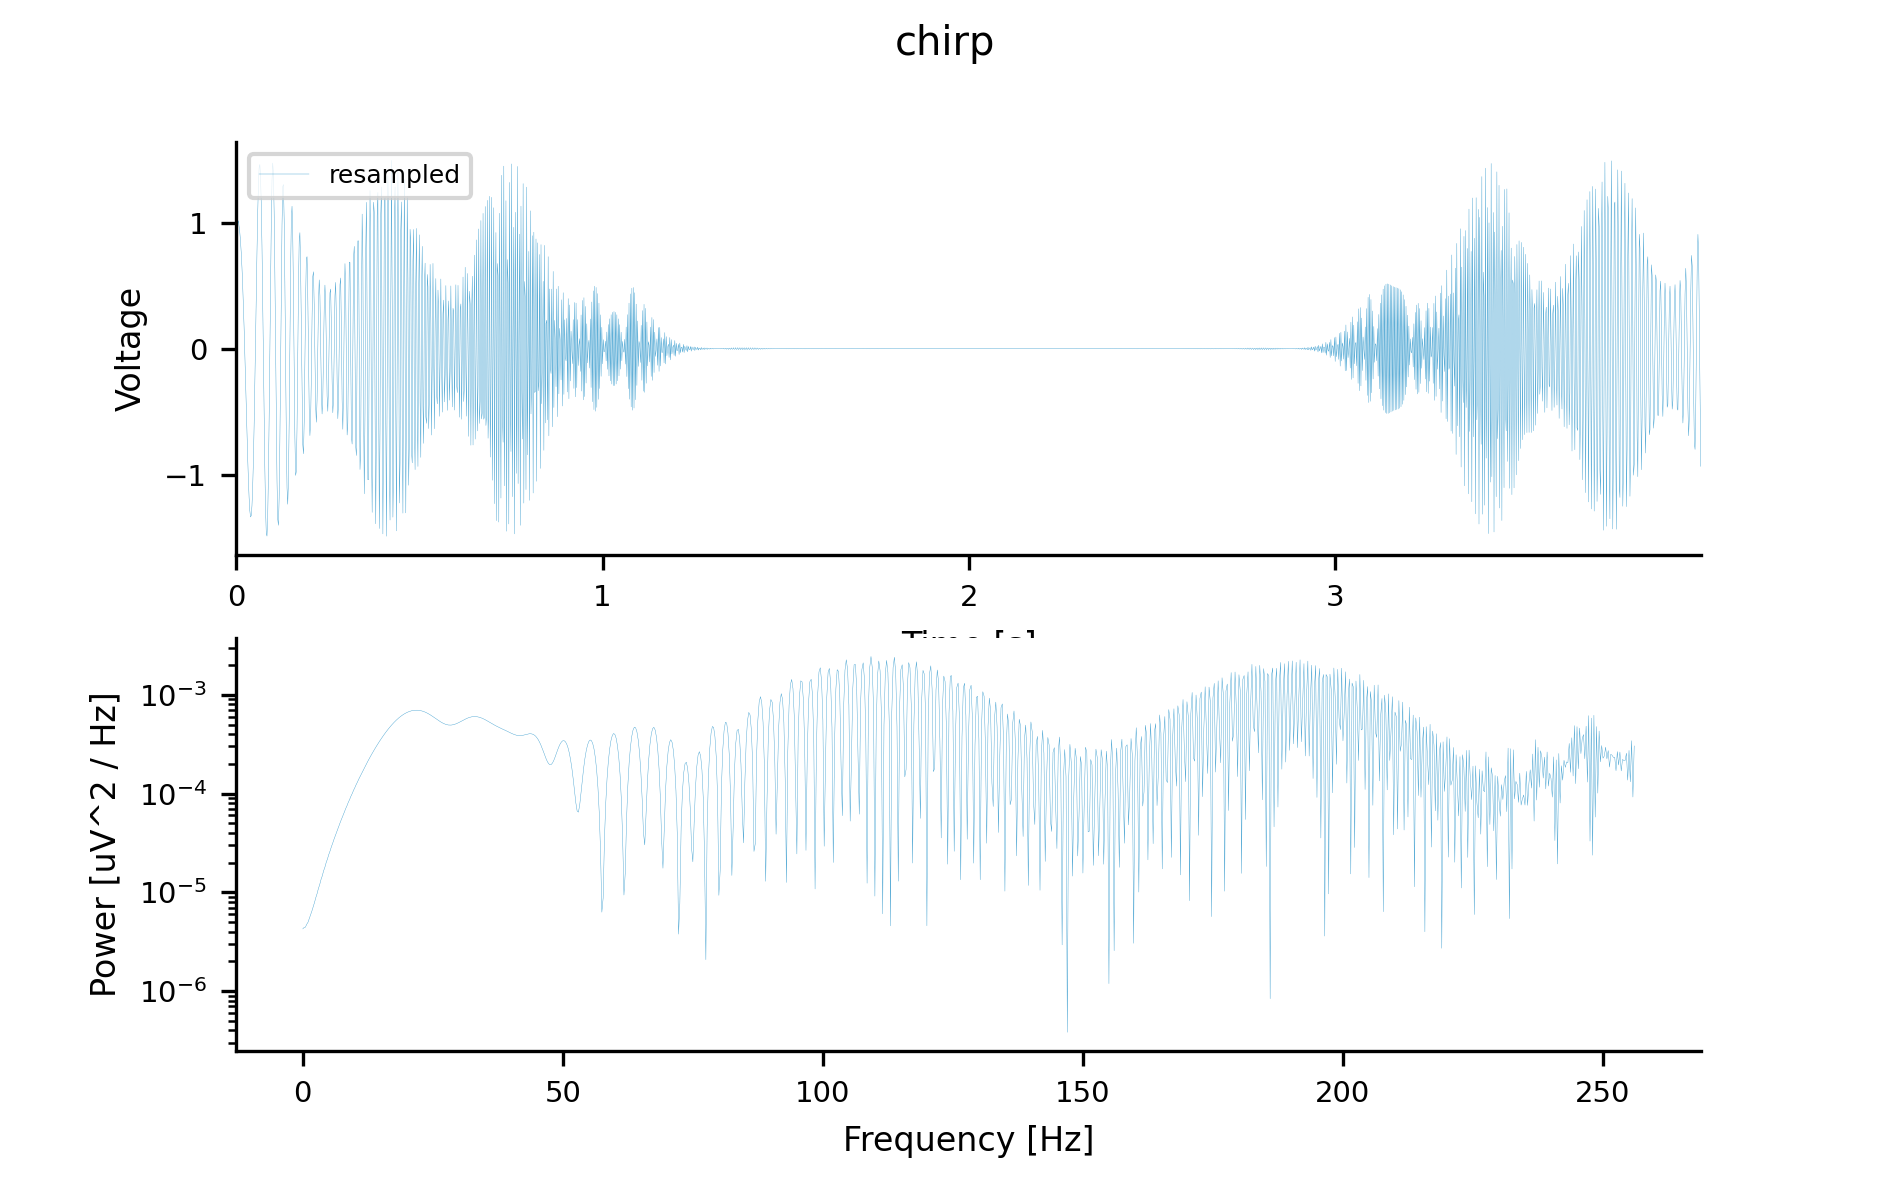 chirp
resampled
Voltage
1
0
−1
0 1 2 3
Time [s]
Power [uV^2 / Hz]
10⁻³
10⁻⁴
10⁻⁵
10⁻⁶
0 50 100 150 200 250
Frequency [Hz]